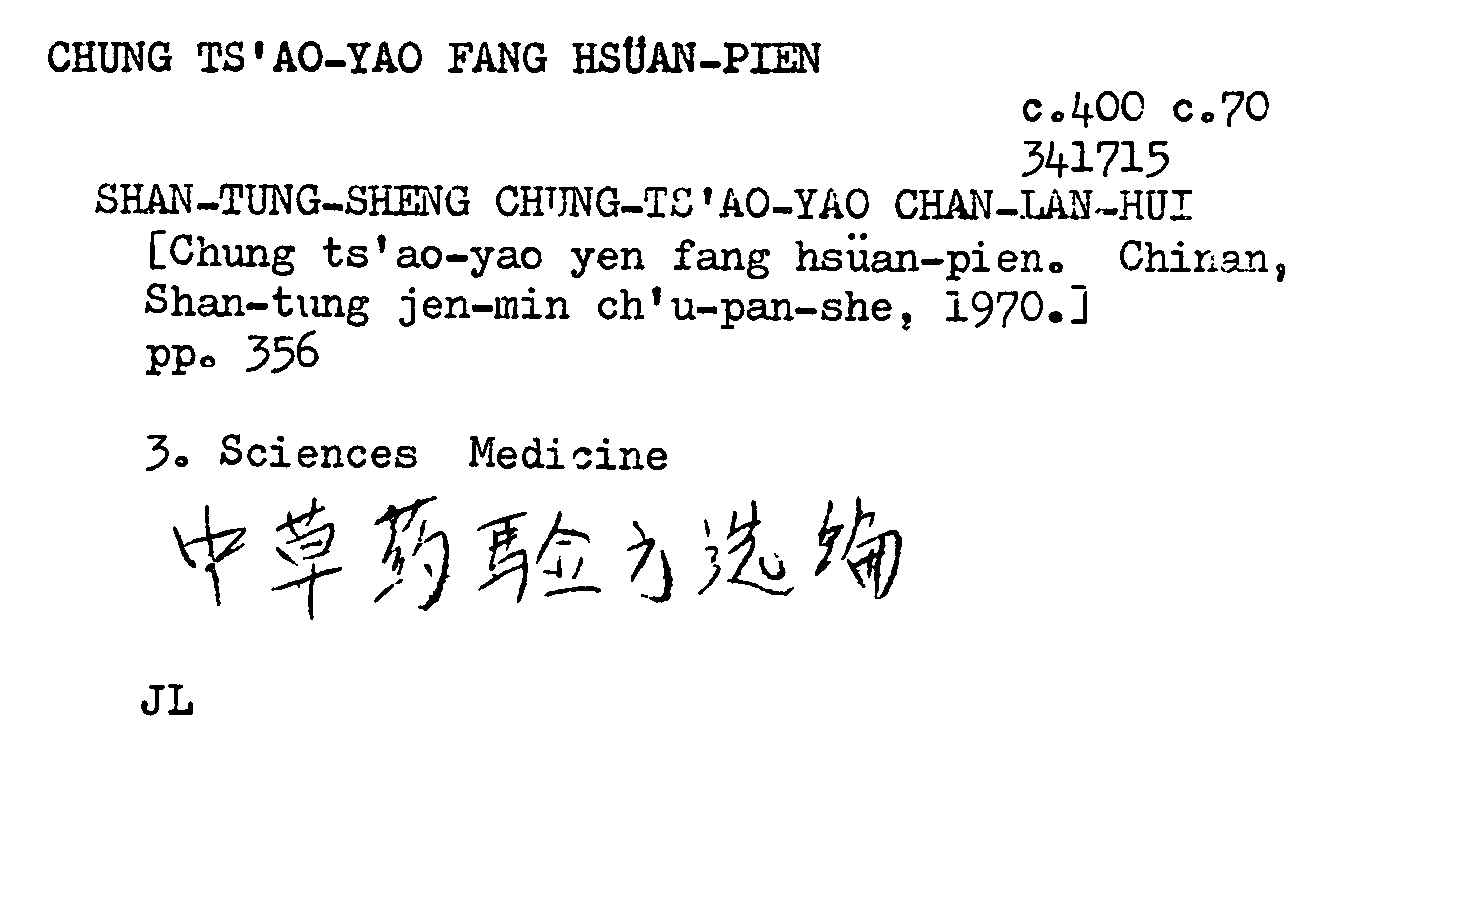 CHUNG TS'AO-YAO FANG HSÜAN-PIEN
c.400 c.70
341715
SHAN-TUNG-SHENG CHUNG-TS'AO-YAO CHAN-LAN-HUI
[Chung ts'ao-yao yen fang hsüan-pien. Chinan,
Shan-tung jen-min ch'u-pan-she, 1970.]
pp. 356
3. Sciences Medicine
中草药验方选编
JL